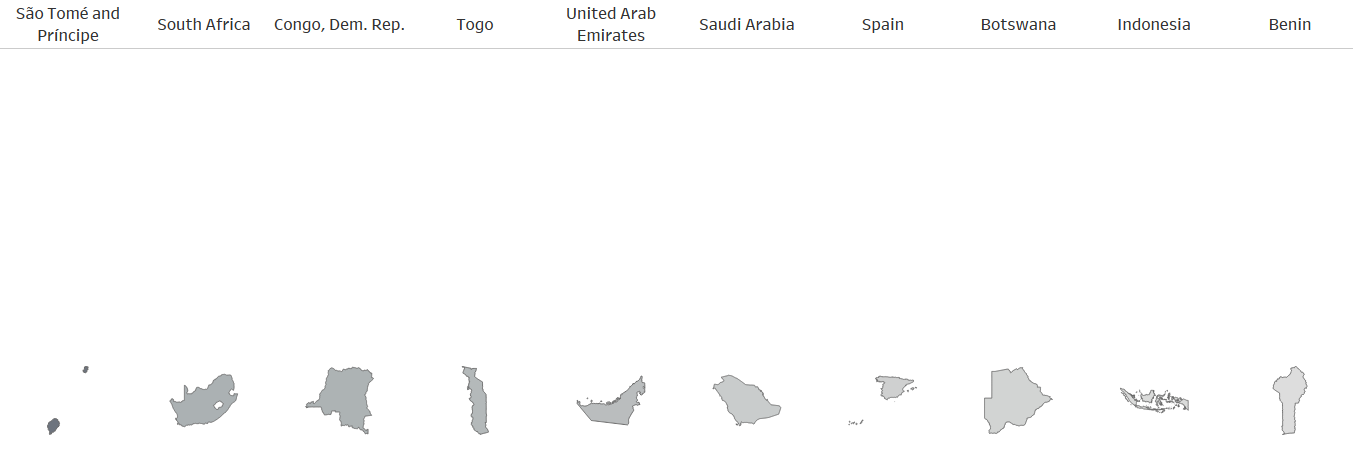 São Tomé and
Príncipe
South Africa
Congo, Dem. Rep.
Togo
United Arab
Emirates
Saudi Arabia
Spain
Botswana
Indonesia
Benin